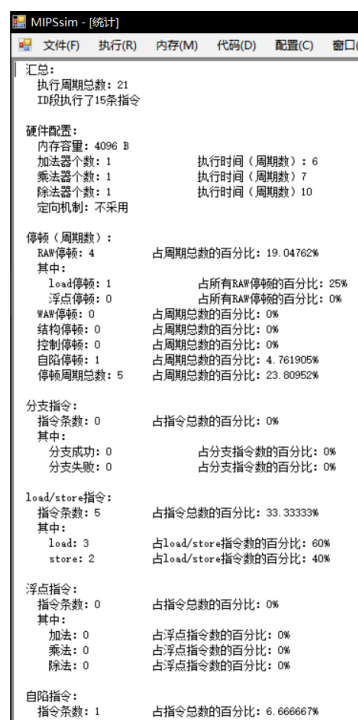 MIPSsim - [统计]
文件(F) 执行(R) 内存(M) 代码(D) 配置(C) 窗口(
汇总:
执行周期总数: 21
ID段执行了15条指令
硬件配置:
内存容量: 4096 B
加法器个数: 1 执行时间（周期数）: 6
乘法器个数: 1 执行时间（周期数）7
除法器个数: 1 执行时间（周期数）10
定向机制: 不采用
停顿（周期数）:
RAW停顿: 4 占周期总数的百分比: 19.04762%
其中:
load停顿: 1 占所有RAW停顿的百分比: 25%
浮点停顿: 0 占所有RAW停顿的百分比: 0%
WAW停顿: 0 占周期总数的百分比: 0%
结构停顿: 0 占周期总数的百分比: 0%
控制停顿: 0 占周期总数的百分比: 0%
自陷停顿: 1 占周期总数的百分比: 4.761905%
停顿周期总数: 5 占周期总数的百分比: 23.80952%
分支指令:
指令条数: 0 占指令总数的百分比: 0%
其中:
分支成功: 0 占分支指令数的百分比: 0%
分支失败: 0 占分支指令数的百分比: 0%
load/store指令:
指令条数: 5 占指令总数的百分比: 33.33333%
其中:
load: 3 占load/store指令数的百分比: 60%
store: 2 占load/store指令数的百分比: 40%
浮点指令:
指令条数: 0 占指令总数的百分比: 0%
其中:
加法: 0 占浮点指令数的百分比: 0%
乘法: 0 占浮点指令数的百分比: 0%
除法: 0 占浮点指令数的百分比: 0%
自陷指令:
指令条数: 1 占指令总数的百分比: 6.666667%